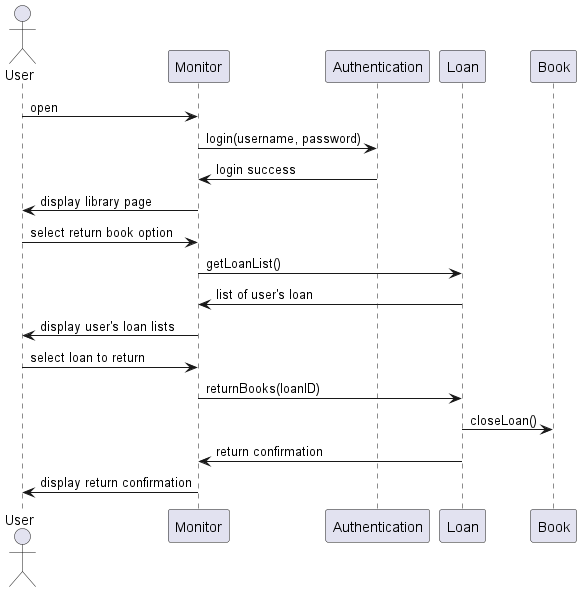 User
Monitor
Authentication
Loan
Book
open
login(username, password)
login success
display library page
select return book option
getLoanList()
list of user's loan
display user's loan lists
select loan to return
returnBooks(loanID)
closeLoan()
return confirmation
display return confirmation
User
Monitor
Authentication
Loan
Book